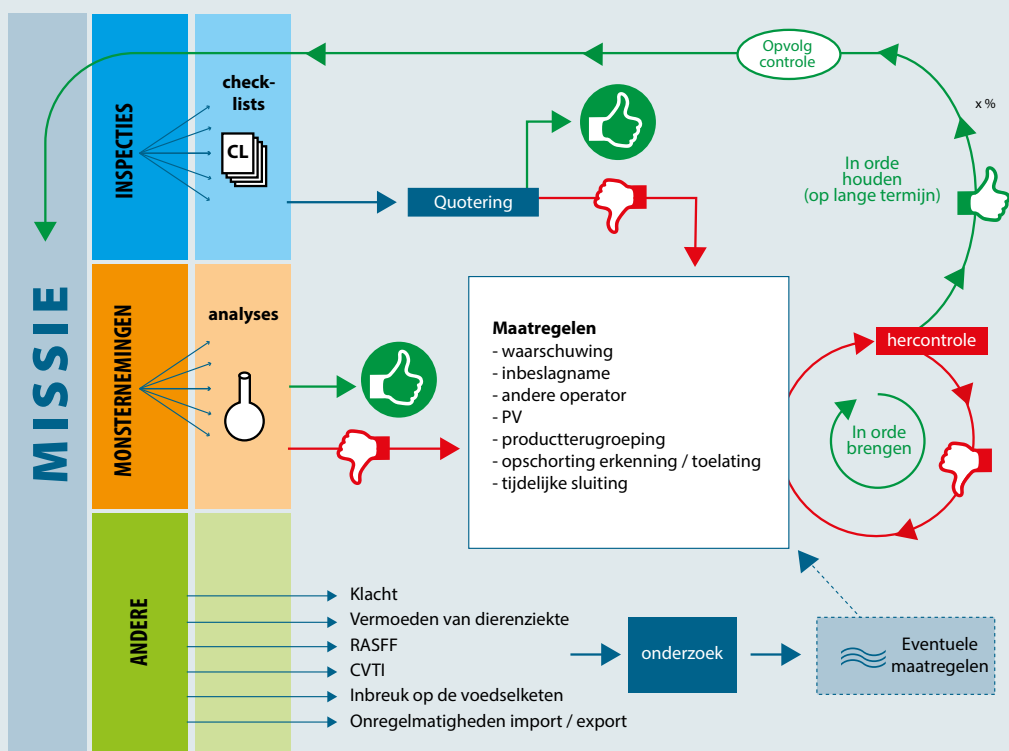 MISSIE
INSPECTIES
check-
lists
CL
Quotering
Opvolg
controle
x %
In orde
houden
(op lange termijn)
MONSTERNEMINGEN
analyses
Maatregelen
- waarschuwing
- inbeslagname
- andere operator
- PV
- productterugroeping
- opschorting erkenning / toelating
- tijdelijke sluiting
hercontrole
In orde
brengen
ANDERE
Klacht
Vermoeden van dierenziekte
RASFF
CVTI
Inbreuk op de voedselketen
Onregelmatigheden import / export
onderzoek
Eventuele
maatregelen